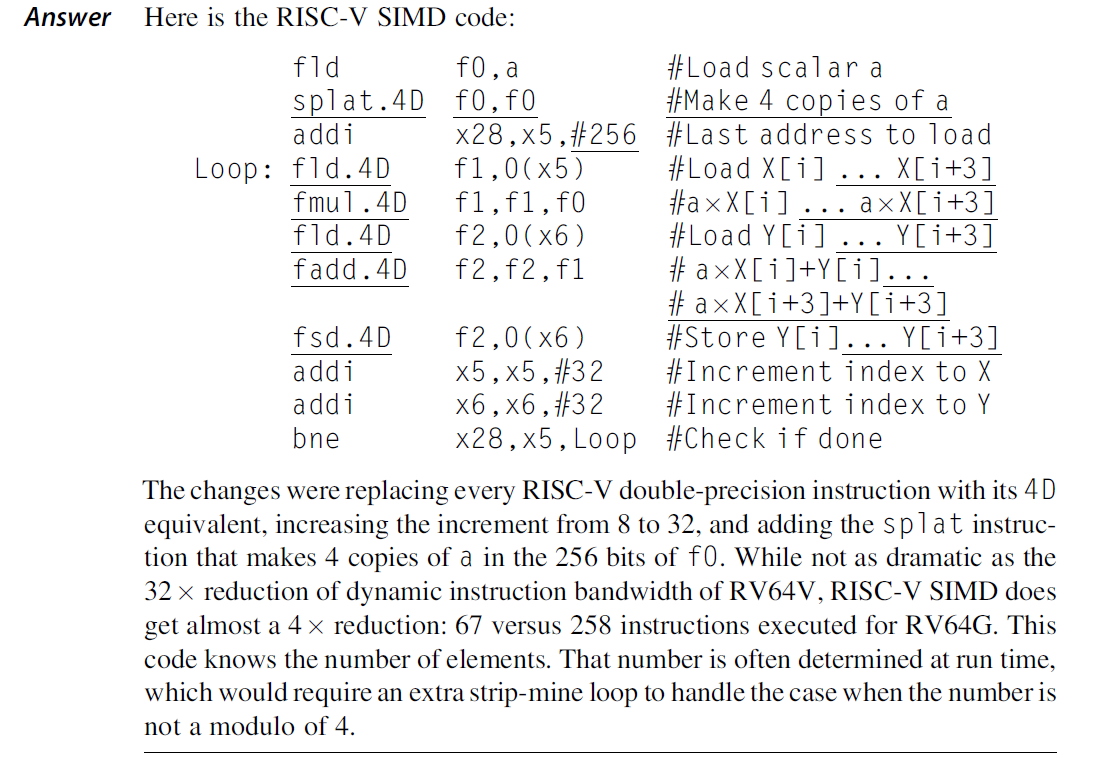 Answer Here is the RISC-V SIMD code:
fld f0,a #Load scalar a
splat.4D f0,f0 #Make 4 copies of a
addi x28,x5,#256 #Last address to load
Loop: fld.4D f1,0(x5) #Load X[i] ... X[i+3]
fmul.4D f1,f1,f0 #a×X[i] ... a×X[i+3]
fld.4D f2,0(x6) #Load Y[i] ... Y[i+3]
fadd.4D f2,f2,f1 # a×X[i]+Y[i]...
# a×X[i+3]+Y[i+3]
fsd.4D f2,0(x6) #Store Y[i]... Y[i+3]
addi x5,x5,#32 #Increment index to X
addi x6,x6,#32 #Increment index to Y
bne x28,x5,Loop #Check if done
The changes were replacing every RISC-V double-precision instruction with its 4D
equivalent, increasing the increment from 8 to 32, and adding the splat instruc-
tion that makes 4 copies of a in the 256 bits of f0. While not as dramatic as the
32 × reduction of dynamic instruction bandwidth of RV64V, RISC-V SIMD does
get almost a 4 × reduction: 67 versus 258 instructions executed for RV64G. This
code knows the number of elements. That number is often determined at run time,
which would require an extra strip-mine loop to handle the case when the number is
not a modulo of 4.